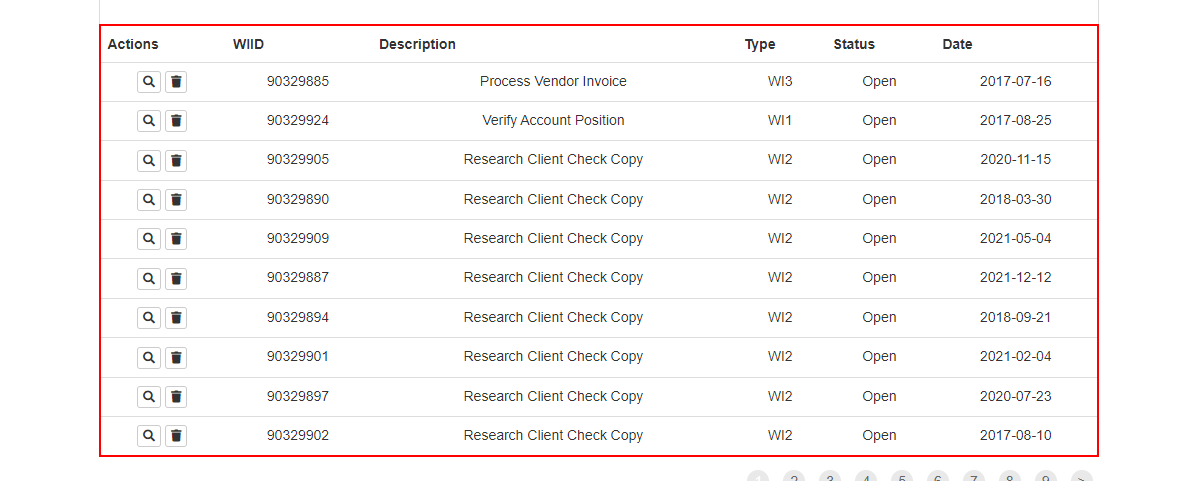 Actions WIID Description Type Status Date
90329885 Process Vendor Invoice WI3 Open 2017-07-16
90329924 Verify Account Position WI1 Open 2017-08-25
90329905 Research Client Check Copy WI2 Open 2020-11-15
90329890 Research Client Check Copy WI2 Open 2018-03-30
90329909 Research Client Check Copy WI2 Open 2021-05-04
90329887 Research Client Check Copy WI2 Open 2021-12-12
90329894 Research Client Check Copy WI2 Open 2018-09-21
90329901 Research Client Check Copy WI2 Open 2021-02-04
90329897 Research Client Check Copy WI2 Open 2020-07-23
90329902 Research Client Check Copy WI2 Open 2017-08-10
1 2 3 4 5 6 7 8 9 >